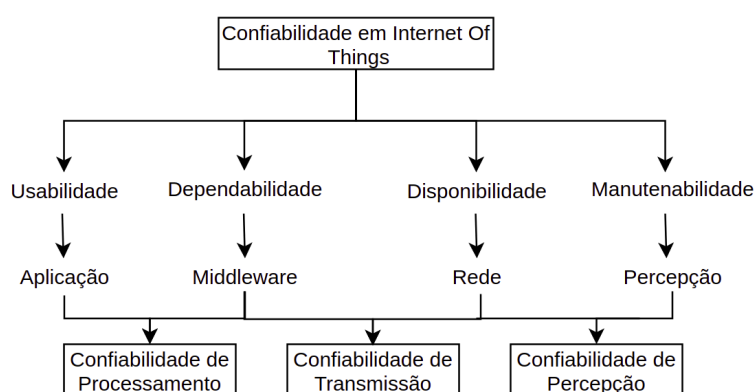 Confiabilidade em Internet Of
Things
Usabilidade
Dependabilidade
Disponibilidade
Manutenabilidade
Aplicação
Middleware
Rede
Percepção
Confiabilidade de
Processamento
Confiabilidade de
Transmissão
Confiabilidade de
Percepção